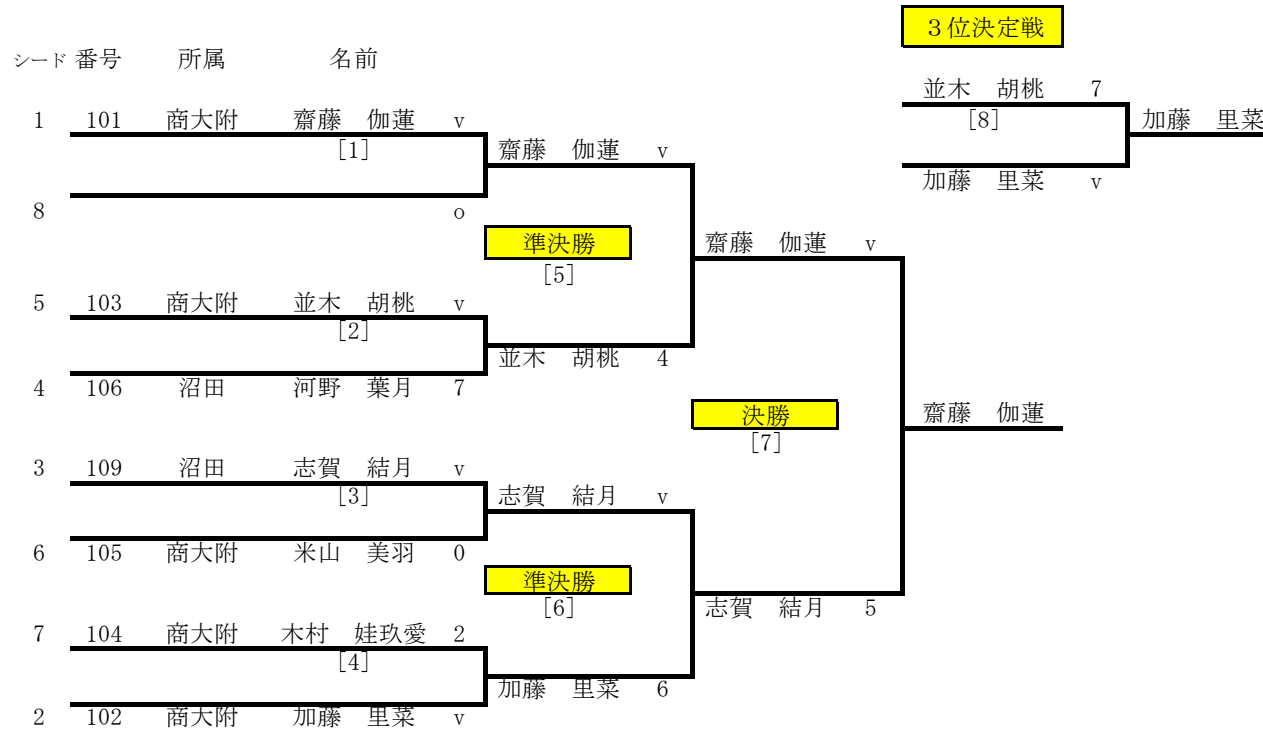 ３位決定戦
シード 番号 所属 名前
並木 胡桃 7
[8]
加藤 里菜
加藤 里菜 v
1 101 商大附 齋藤 伽蓮 v
[1]
齋藤 伽蓮 v
8 o
準決勝
[5]
齋藤 伽蓮 v
5 103 商大附 並木 胡桃 v
[2]
並木 胡桃 4
4 106 沼田 河野 葉月 7
決勝
[7]
齋藤 伽蓮
3 109 沼田 志賀 結月 v
[3]
志賀 結月 v
6 105 商大附 米山 美羽 0
準決勝
[6]
志賀 結月 5
7 104 商大附 木村 娃玖愛 2
[4]
加藤 里菜 6
2 102 商大附 加藤 里菜 v